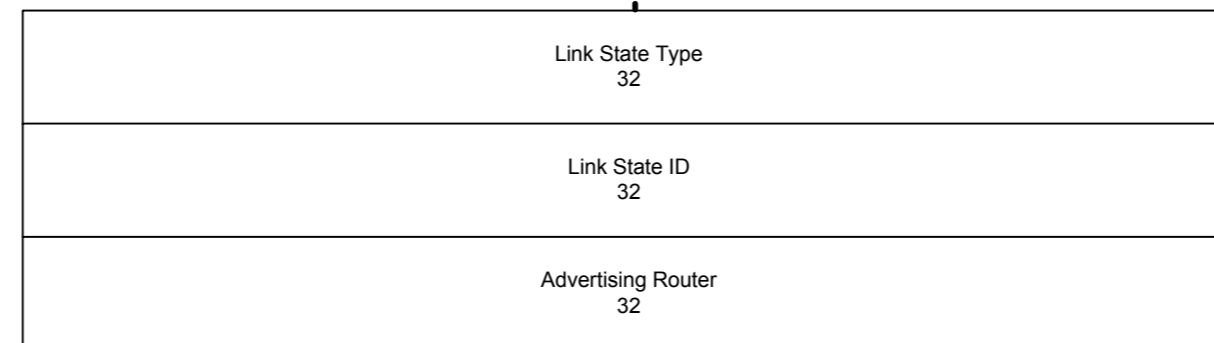 Link State Type
32
Link State ID
32
Advertising Router
32